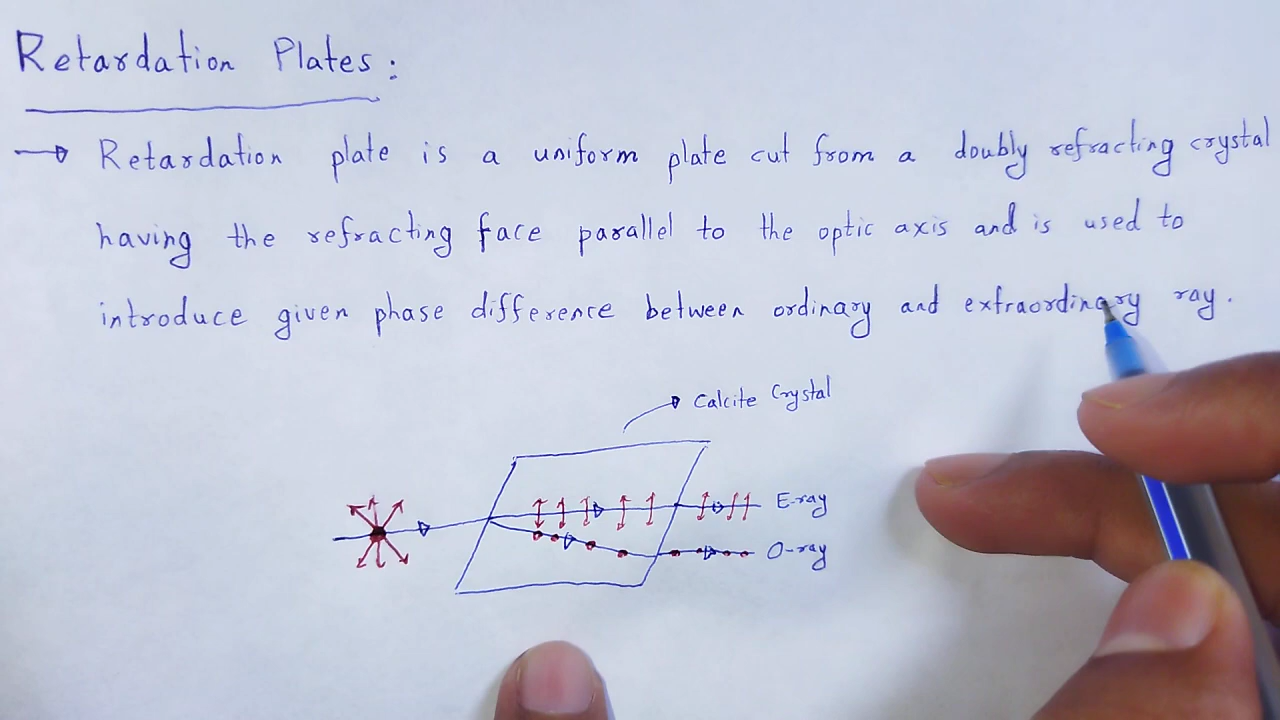 Retardation Plates:
Retardation plate is a uniform plate cut from a doubly refracting crystal
having the refracting face parallel to the optic axis and is used to
introduce given phase difference between ordinary and extraordinary ray.
Calcite Crystal
E-ray
O-ray